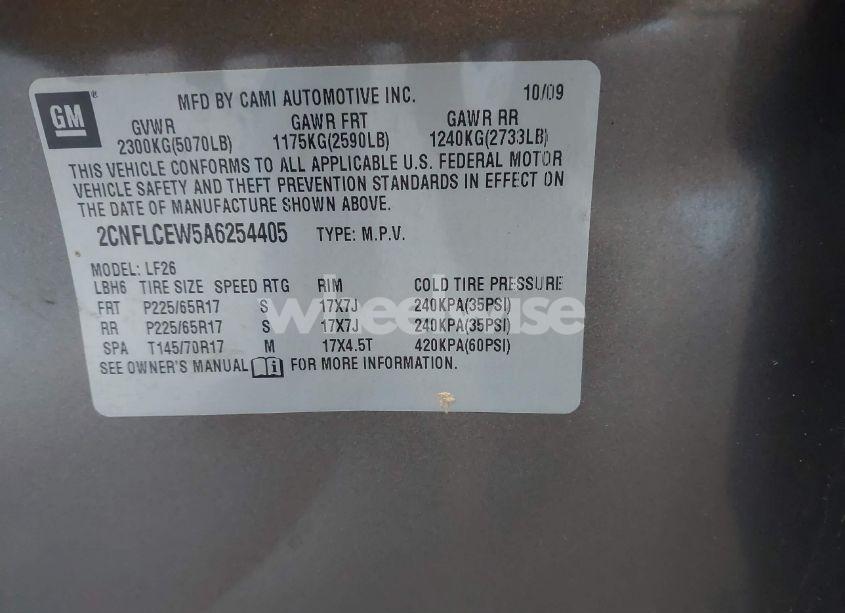 GM
MFD BY CAMI AUTOMOTIVE INC. 10/09
GVWR GAWR FRT GAWR RR
2300KG(5070LB) 1175KG(2590LB) 1240KG(2733LB)
THIS VEHICLE CONFORMS TO ALL APPLICABLE U.S. FEDERAL MOTOR
VEHICLE SAFETY AND THEFT PREVENTION STANDARDS IN EFFECT ON
THE DATE OF MANUFACTURE SHOWN ABOVE.
2CNFLCEW5A6254405 TYPE: M.P.V.
MODEL: LF26
LBH6 TIRE SIZE SPEED RTG RIM COLD TIRE PRESSURE
FRT P225/65R17 S 17X7J 240KPA(35PSI)
RR P225/65R17 S 17X7J 240KPA(35PSI)
SPA T145/70R17 M 17X4.5T 420KPA(60PSI)
SEE OWNER'S MANUAL FOR MORE INFORMATION.